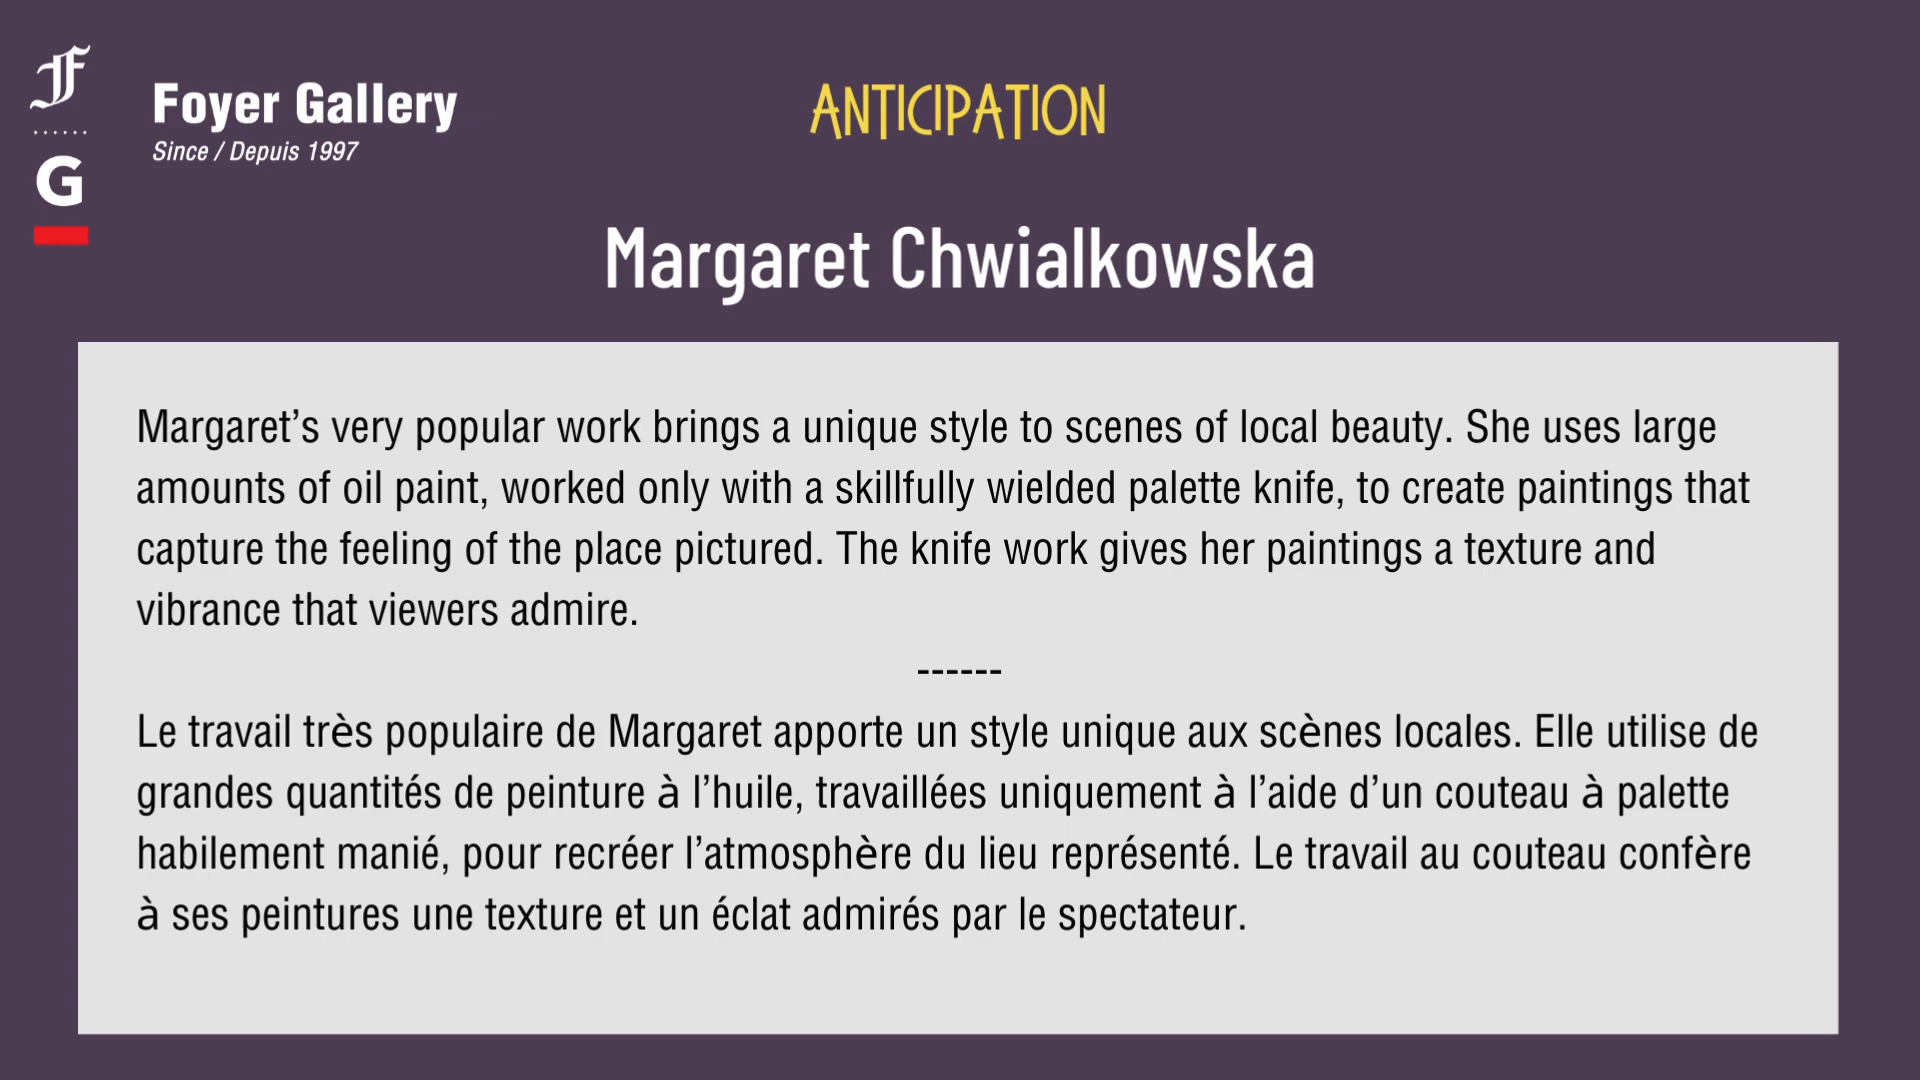 F
......
G
Foyer Gallery
Since / Depuis 1997
ANTICIPATION
Margaret Chwialkowska
Margaret’s very popular work brings a unique style to scenes of local beauty. She uses large
amounts of oil paint, worked only with a skillfully wielded palette knife, to create paintings that
capture the feeling of the place pictured. The knife work gives her paintings a texture and
vibrance that viewers admire.
------
Le travail très populaire de Margaret apporte un style unique aux scènes locales. Elle utilise de
grandes quantités de peinture à l’huile, travaillées uniquement à l’aide d’un couteau à palette
habilement manié, pour recréer l’atmosphère du lieu représenté. Le travail au couteau confère
à ses peintures une texture et un éclat admirés par le spectateur.